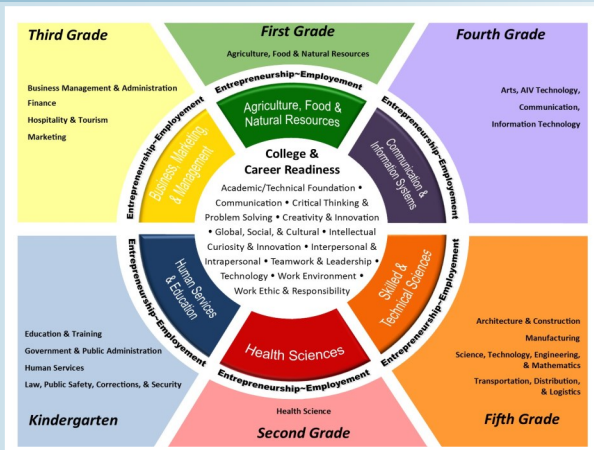 Third Grade
Business Management & Administration
Finance
Hospitality & Tourism
Marketing
First Grade
Agriculture, Food & Natural Resources
Fourth Grade
Arts, AIV Technology,
Communication,
Information Technology
Entrepreneurship~Employement
Agriculture, Food &
Natural Resources
Entrepreneurship~Employement
Business, Marketing,
& Management
Entrepreneurship~Employement
Communication &
Information Systems
College &
Career Readiness
Academic/Technical Foundation •
Communication • Critical Thinking &
Problem Solving • Creativity & Innovation
• Global, Social, & Cultural • Intellectual
Curiosity & Innovation • Interpersonal &
Intrapersonal • Teamwork & Leadership •
Technology • Work Environment •
Work Ethic & Responsibility
Entrepreneurship~Employement
Human Services
& Education
Entrepreneurship~Employement
Skilled &
Technical Sciences
Health Sciences
Entrepreneurship~Employement
Education & Training
Government & Public Administration
Human Services
Law, Public Safety, Corrections, & Security
Kindergarten
Health Science
Second Grade
Architecture & Construction
Manufacturing
Science, Technology, Engineering,
& Mathematics
Transportation, Distribution,
& Logistics
Fifth Grade